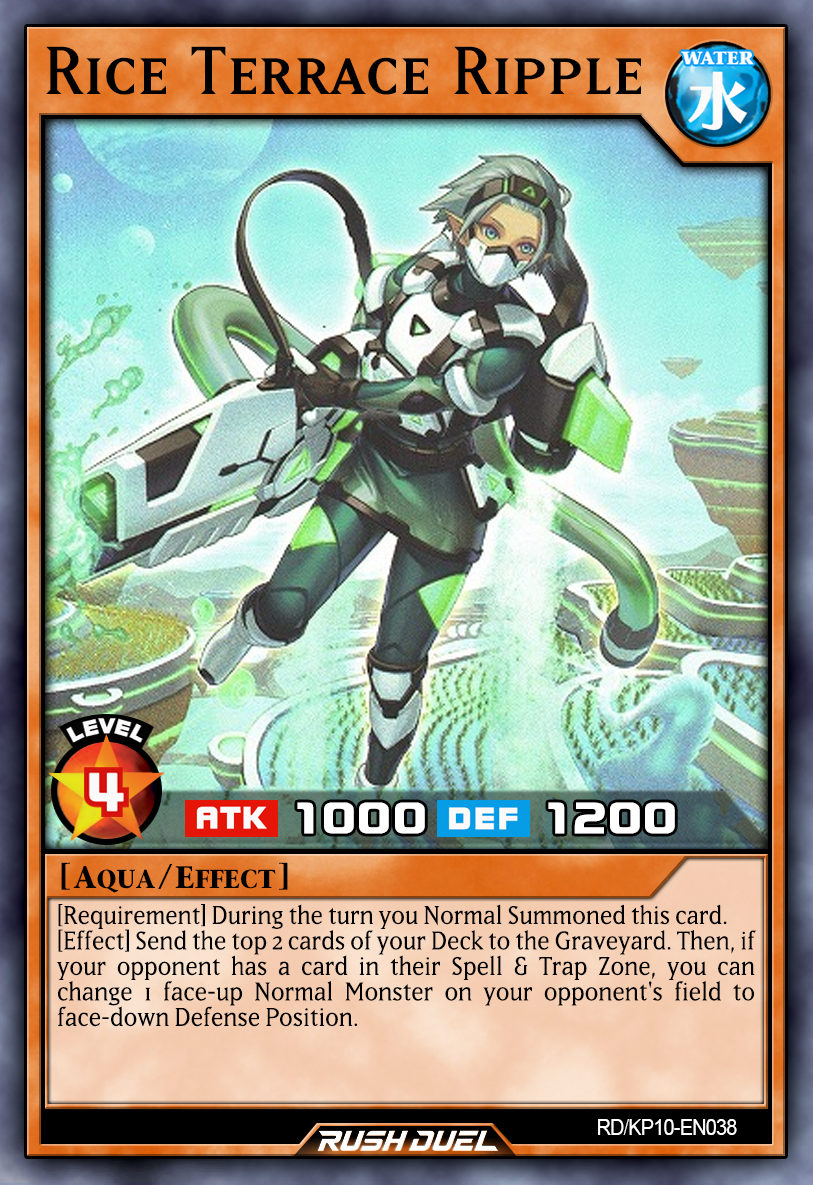 Rice Terrace Ripple
WATER
水
LEVEL
4
ATK 1000 DEF 1200
[Aqua/Effect]
[Requirement] During the turn you Normal Summoned this card.
[Effect] Send the top 2 cards of your Deck to the Graveyard. Then, if
your opponent has a card in their Spell & Trap Zone, you can
change 1 face-up Normal Monster on your opponent's field to
face-down Defense Position.
RD/KP10-EN038
RUSH DUEL